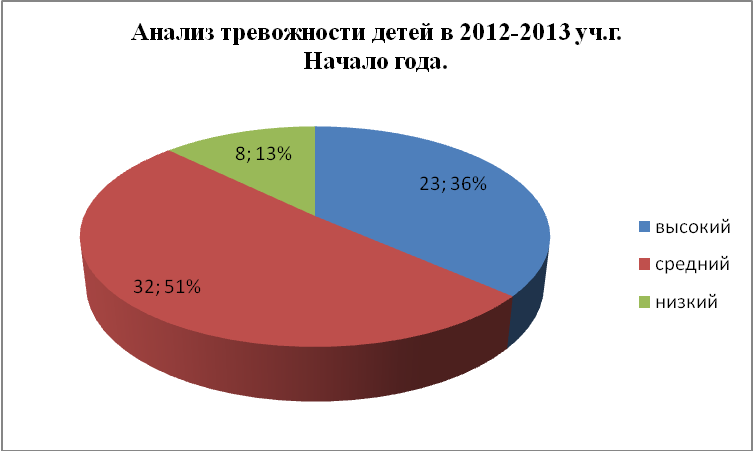 Анализ тревожности детей в 2012-2013 уч.г.
Начало года.
8; 13%
23; 36%
32; 51%
высокий
средний
низкий